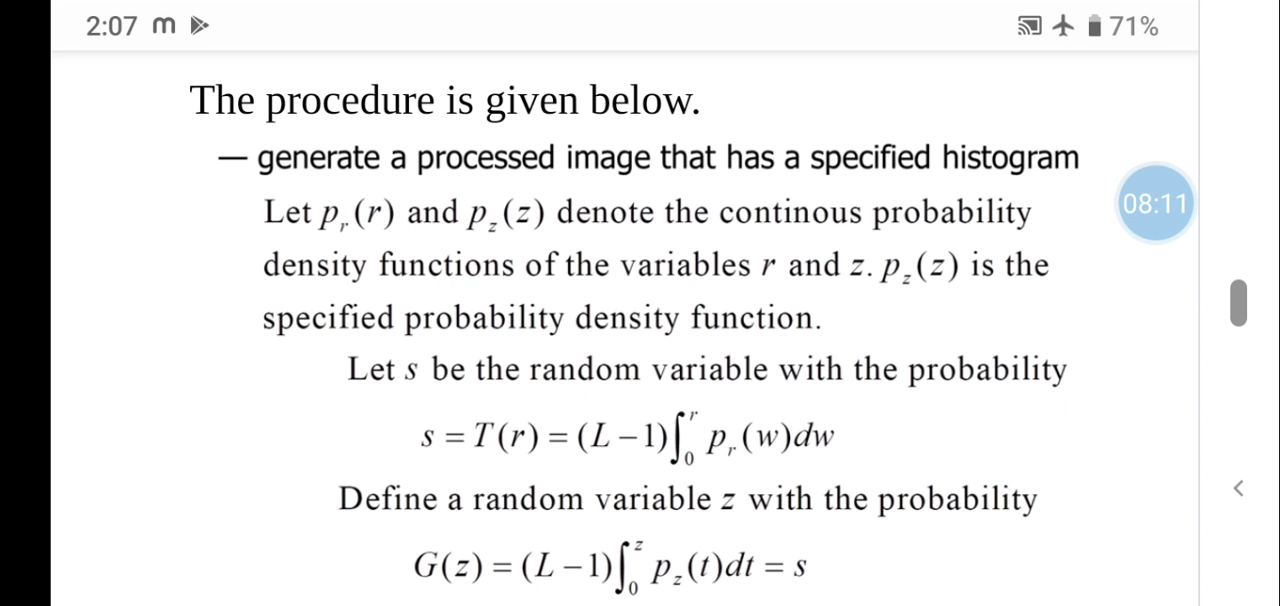 2:07 m 71%
The procedure is given below.
— generate a processed image that has a specified histogram
Let p_r(r) and p_z(z) denote the continous probability
08:11
density functions of the variables r and z. p_z(z) is the
specified probability density function.
Let s be the random variable with the probability
s = T(r) = (L − 1)∫₀ʳ p_r(w)dw
Define a random variable z with the probability
G(z) = (L − 1)∫₀ᶻ p_z(t)dt = s